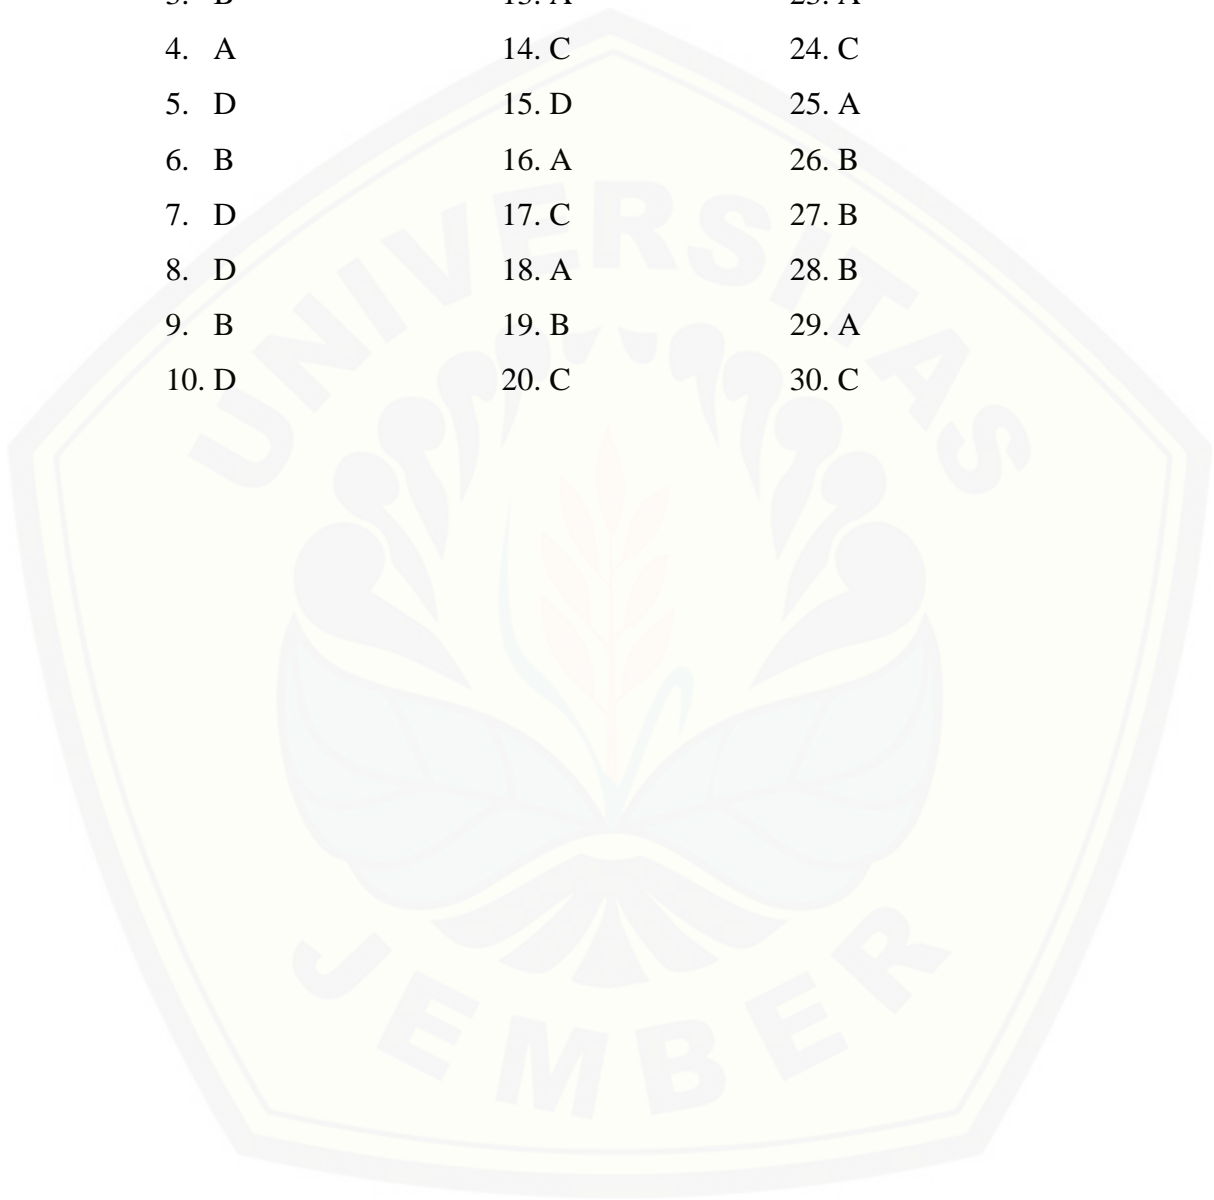 4. A 14. C 24. C
5. D 15. D 25. A
6. B 16. A 26. B
7. D 17. C 27. B
8. D 18. A 28. B
9. B 19. B 29. A
10. D 20. C 30. C
UNIVERSITAS
JEMBER